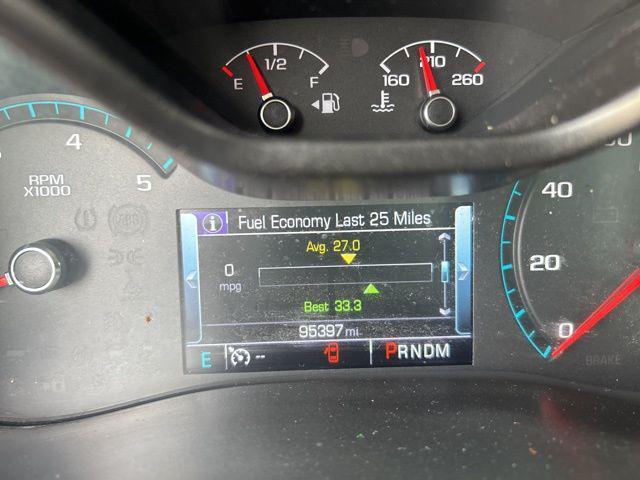 1/2
E F
210
160 260
4
5
RPM
X1000
ABS
i Fuel Economy Last 25 Miles
Avg. 27.0
0
mpg
Best 33.3
95397 mi
E -- PRNDM
40
20
0
BRAKE